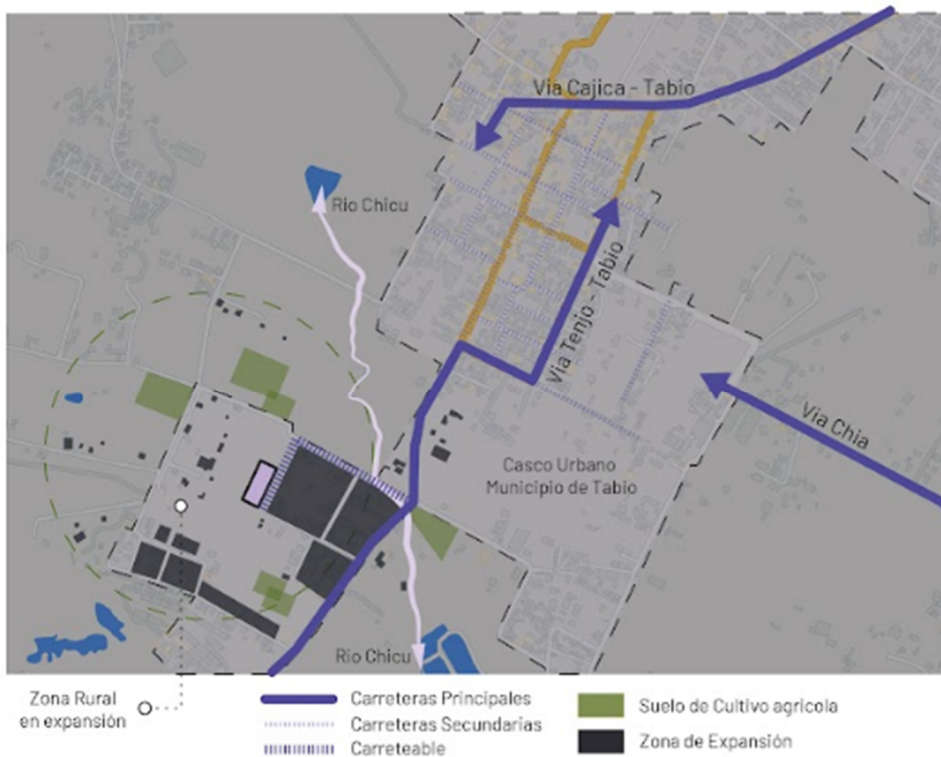 Via Cajica - Tabio
Rio Chicu
Via Tenjo - Tabio
Via Chia
Casco Urbano
Municipio de Tabio
Rio Chicu
Zona Rural
en expansión
Carreteras Principales
Carreteras Secundarias
Carreteable
Suelo de Cultivo agricola
Zona de Expansión